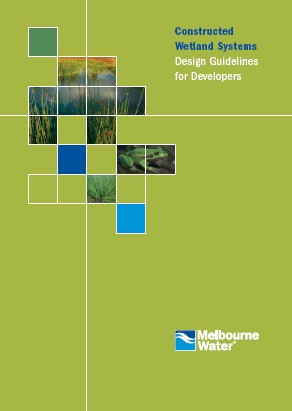 Constructed
Wetland Systems
Design Guidelines
for Developers
Melbourne
Water